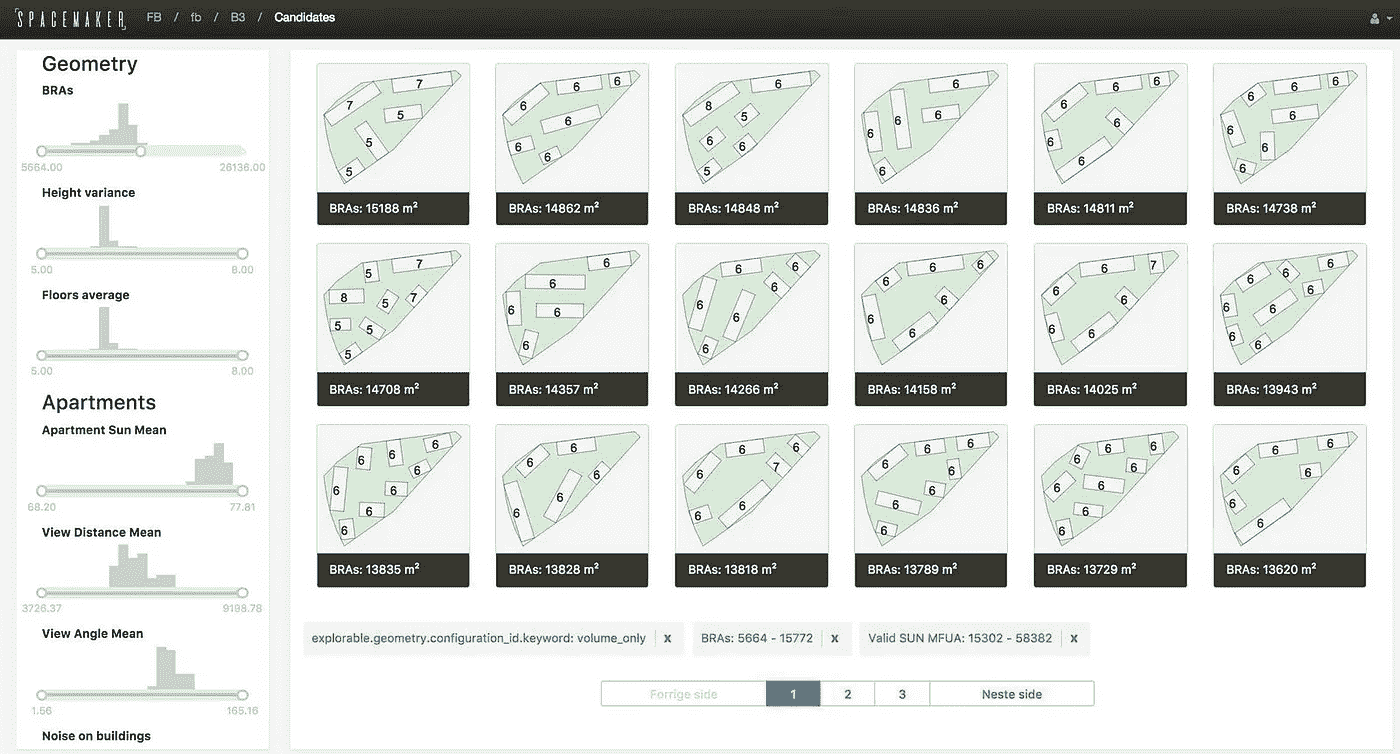 SPACEMAKER FB / fb / B3 / Candidates
Geometry
BRAs
5664.00 26136.00
Height variance
5.00 8.00
Floors average
5.00 8.00
Apartments
Apartment Sun Mean
68.20 77.81
View Distance Mean
3726.37 9198.78
View Angle Mean
1.56 165.16
Noise on buildings
7 7 5 5 5
6 6 6 6 6 6
8 6 5 6 6 5
6 6 6 6 6
6 6 6 6 6 6
6 6 6 6 6 6 6
BRAs: 15188 m²
BRAs: 14862 m²
BRAs: 14848 m²
BRAs: 14836 m²
BRAs: 14811 m²
BRAs: 14738 m²
5 7 8 5 7 5 5 5
6 6 6 6 6
6 6 6 6 6 6
6 6 6 6 6 6
6 7 6 6 6 6
6 6 6 6 6 6 6 6
BRAs: 14708 m²
BRAs: 14357 m²
BRAs: 14266 m²
BRAs: 14158 m²
BRAs: 14025 m²
BRAs: 13943 m²
6 6 6 6 6 6 6 6
6 6 6 6 6
6 6 6 7 6 6
6 6 6 6 6 6 6
6 6 6 6 6 6 6 6
6 6 6 6 6 6
BRAs: 13835 m²
BRAs: 13828 m²
BRAs: 13818 m²
BRAs: 13789 m²
BRAs: 13729 m²
BRAs: 13620 m²
explorable.geometry.configuration_id.keyword: volume_only x
BRAs: 5664 - 15772 x
Valid SUN MFUA: 15302 - 58382 x
Forrige side 1 2 3 Neste side